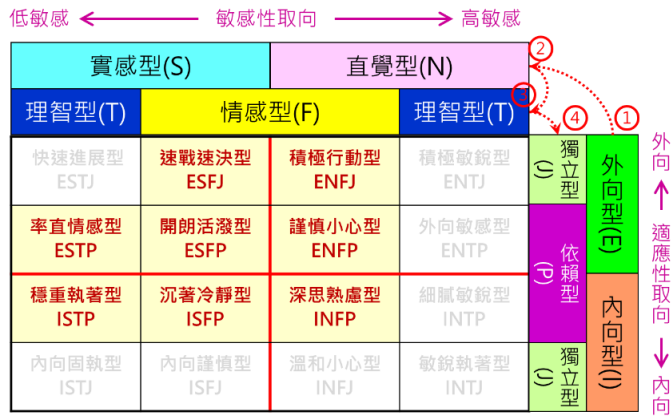 低敏感 敏感性取向 高敏感
實感型(S) 直覺型(N) ②
理智型(T) 情感型(F) 理智型(T) ③ ④ ①
快速進展型 速戰速決型 積極行動型 積極敏銳型
ESTJ ESFJ ENFJ ENTJ
獨立型(J)
外向型(E)
外向
率直情感型 開朗活潑型 謹慎小心型 外向敏感型
ESTP ESFP ENFP ENTP
依賴型(P)
適應性取向
穩重執著型 沉著冷靜型 深思熟慮型 細膩敏銳型
ISTP ISFP INFP INTP
內向型(I)
內向固執型 內向謹慎型 溫和小心型 敏銳執著型
ISTJ ISFJ INFJ INTJ
獨立型(J)
內向